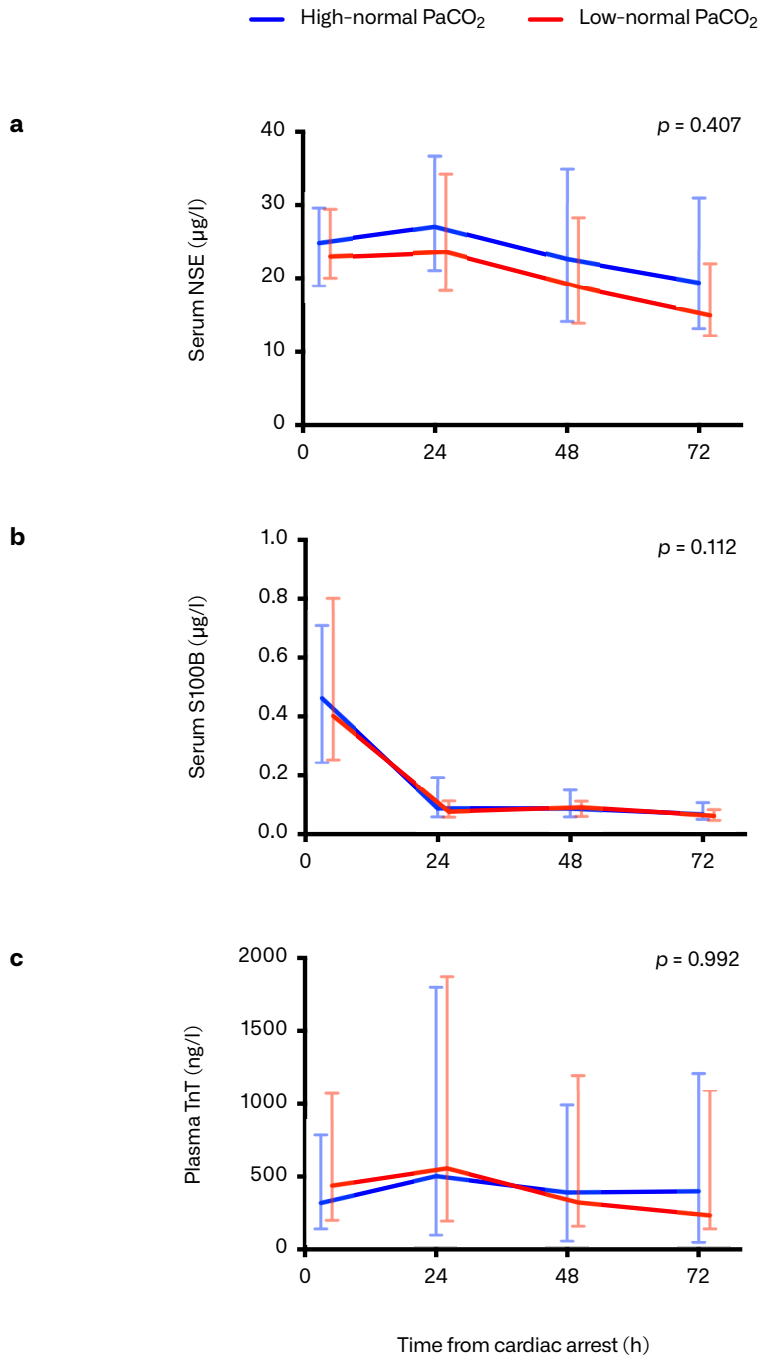 High-normal PaCO₂ Low-normal PaCO₂
a
p = 0.407
40
30
20
10
0
Serum NSE (µg/l)
0 24 48 72
b
p = 0.112
1.0
0.8
0.6
0.4
0.2
0.0
Serum S100B (µg/l)
0 24 48 72
c
p = 0.992
2000
1500
1000
500
0
Plasma TnT (ng/l)
0 24 48 72
Time from cardiac arrest (h)